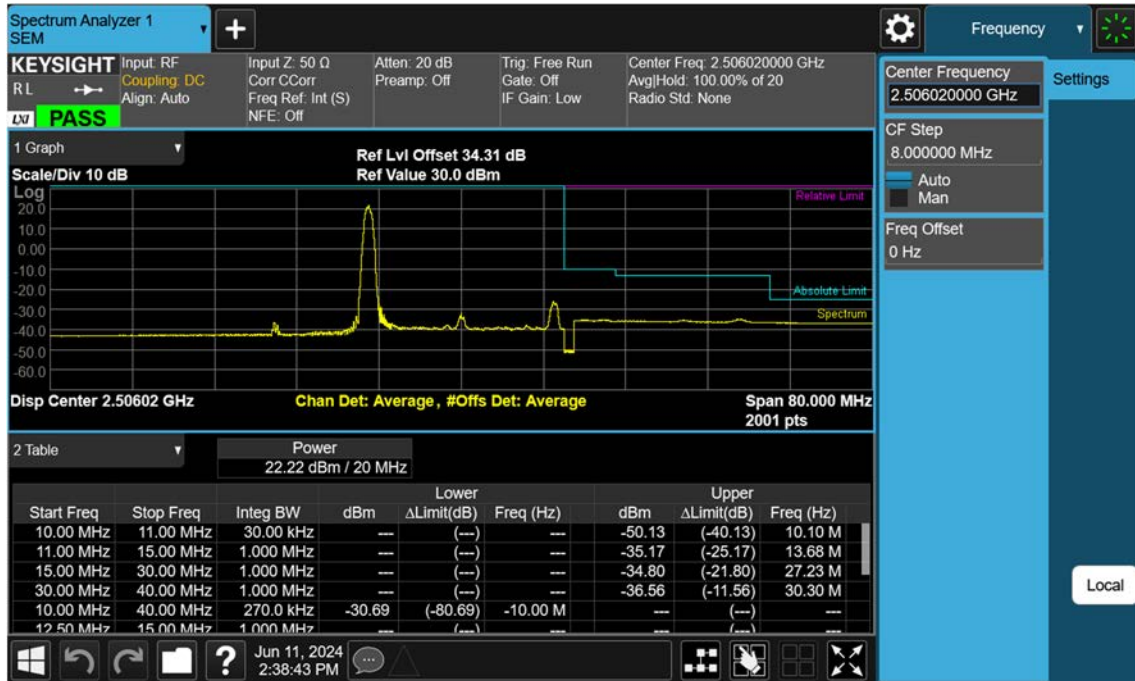 Spectrum Analyzer 1
SEM
Frequency
KEYSIGHT
R L
LXI
PASS
Input: RF
Coupling: DC
Align: Auto
Input Z: 50 Ω
Corr CCorr
Freq Ref: Int (S)
NFE: Off
Atten: 20 dB
Preamp: Off
Trig: Free Run
Gate: Off
IF Gain: Low
Center Freq: 2.506020000 GHz
Avg|Hold: 100.00% of 20
Radio Std: None
Center Frequency
2.506020000 GHz
Settings
CF Step
8.000000 MHz
Auto
Man
Freq Offset
0 Hz
Local
1 Graph
Scale/Div 10 dB
Ref Lvl Offset 34.31 dB
Ref Value 30.0 dBm
Log
20.0
10.0
0.00
-10.0
-20.0
-30.0
-40.0
-50.0
-60.0
Relative Limit
Absolute Limit
Spectrum
Disp Center 2.50602 GHz
Chan Det: Average, #Offs Det: Average
Span 80.000 MHz
2001 pts
2 Table
Power
22.22 dBm / 20 MHz
Lower Upper
Start Freq Stop Freq Integ BW dBm ΔLimit(dB) Freq (Hz) dBm ΔLimit(dB) Freq (Hz)
10.00 MHz 11.00 MHz 30.00 kHz --- (---) --- -50.13 (-40.13) 10.10 M
11.00 MHz 15.00 MHz 1.000 MHz --- (---) --- -35.17 (-25.17) 13.68 M
15.00 MHz 30.00 MHz 1.000 MHz --- (---) --- -34.80 (-21.80) 27.23 M
30.00 MHz 40.00 MHz 1.000 MHz --- (---) --- -36.56 (-11.56) 30.30 M
10.00 MHz 40.00 MHz 270.0 kHz -30.69 (-80.69) -10.00 M --- (---) ---
12.50 MHz 15.00 MHz 1.000 MHz --- (---) --- --- (---) ---
?
Jun 11, 2024
2:38:43 PM